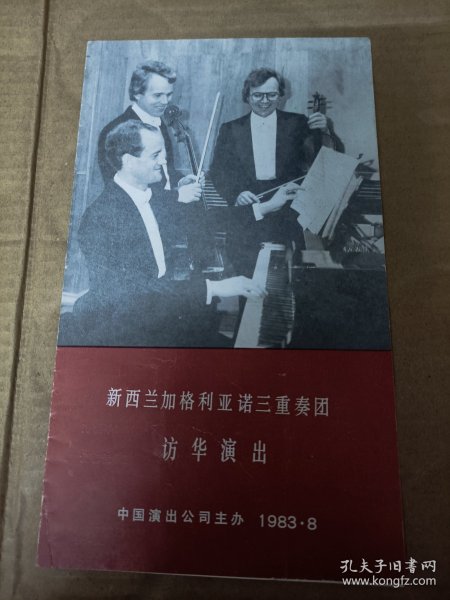 新西兰加格利亚诺三重奏团
访华演出
中国演出公司主办 1983·8
孔夫子旧书网
www.kongfz.com